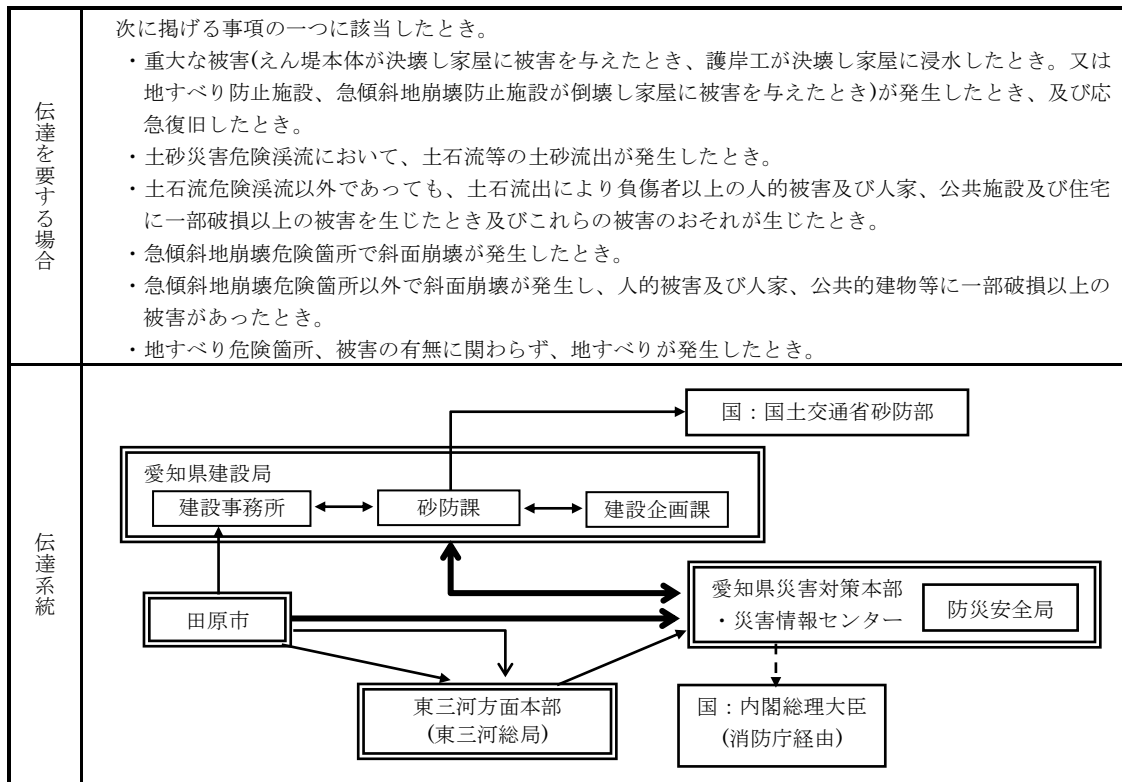 伝達を要する場合
次に掲げる事項の一つに該当したとき。
・重大な被害(えん堤本体が決壊し家屋に被害を与えたとき、護岸工が決壊し家屋に浸水したとき。又は
地すべり防止施設、急傾斜地崩壊防止施設が倒壊し家屋に被害を与えたとき)が発生したとき、及び応
急復旧したとき。
・土砂災害危険渓流において、土石流等の土砂流出が発生したとき。
・土石流危険渓流以外であっても、土石流出により負傷者以上の人的被害及び人家、公共施設及び住宅
に一部破損以上の被害を生じたとき及びこれらの被害のおそれが生じたとき。
・急傾斜地崩壊危険箇所で斜面崩壊が発生したとき。
・急傾斜地崩壊危険箇所以外で斜面崩壊が発生し、人的被害及び人家、公共的建物等に一部破損以上の
被害があったとき。
・地すべり危険箇所、被害の有無に関わらず、地すべりが発生したとき。
伝達系統
国：国土交通省砂防部
愛知県建設局
建設事務所
砂防課
建設企画課
田原市
愛知県災害対策本部
・災害情報センター
防災安全局
東三河方面本部
(東三河総局)
国：内閣総理大臣
(消防庁経由)